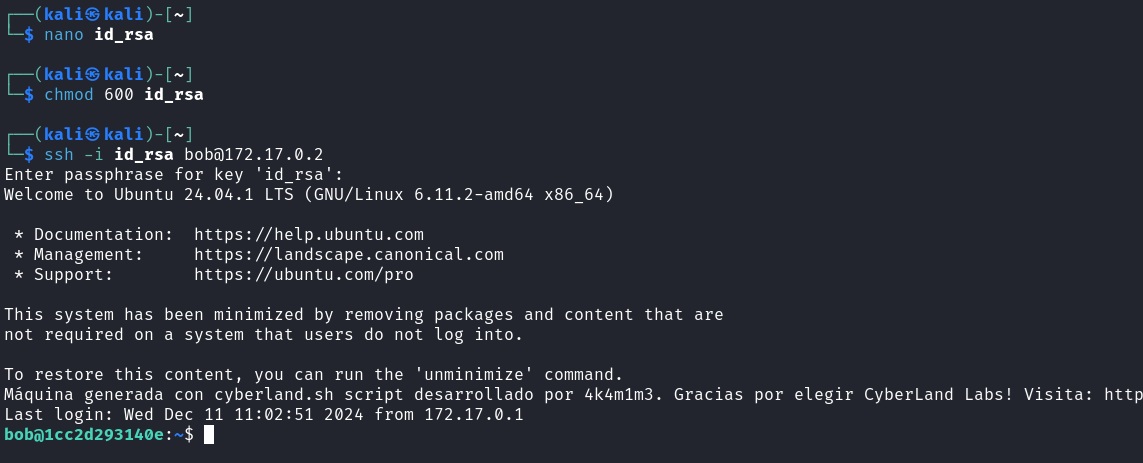 ┌──(kali㉿kali)-[~]
└─$ nano id_rsa
┌──(kali㉿kali)-[~]
└─$ chmod 600 id_rsa
┌──(kali㉿kali)-[~]
└─$ ssh -i id_rsa bob@172.17.0.2
Enter passphrase for key 'id_rsa':
Welcome to Ubuntu 24.04.1 LTS (GNU/Linux 6.11.2-amd64 x86_64)
* Documentation:  https://help.ubuntu.com
* Management:     https://landscape.canonical.com
* Support:        https://ubuntu.com/pro
This system has been minimized by removing packages and content that are
not required on a system that users do not log into.
To restore this content, you can run the 'unminimize' command.
Máquina generada con cyberland.sh script desarrollado por 4k4m1m3. Gracias por elegir CyberLand Labs! Visita: http
Last login: Wed Dec 11 11:02:51 2024 from 172.17.0.1
bob@1cc2d293140e:~$